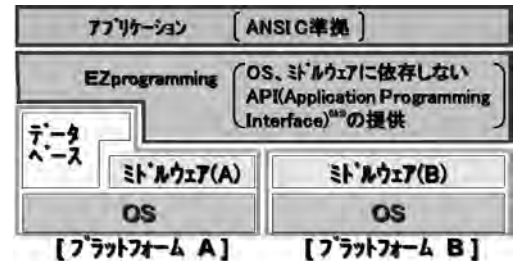 アプリケーション ［ANSI C準拠］
EZprogramming
OS、ミドルウェアに依存しない
API(Application Programming
Interface)の提供
データ
ベース
ミドルウェア(A)
ミドルウェア(B)
OS
OS
[プラットフォーム A]
[プラットフォーム B]